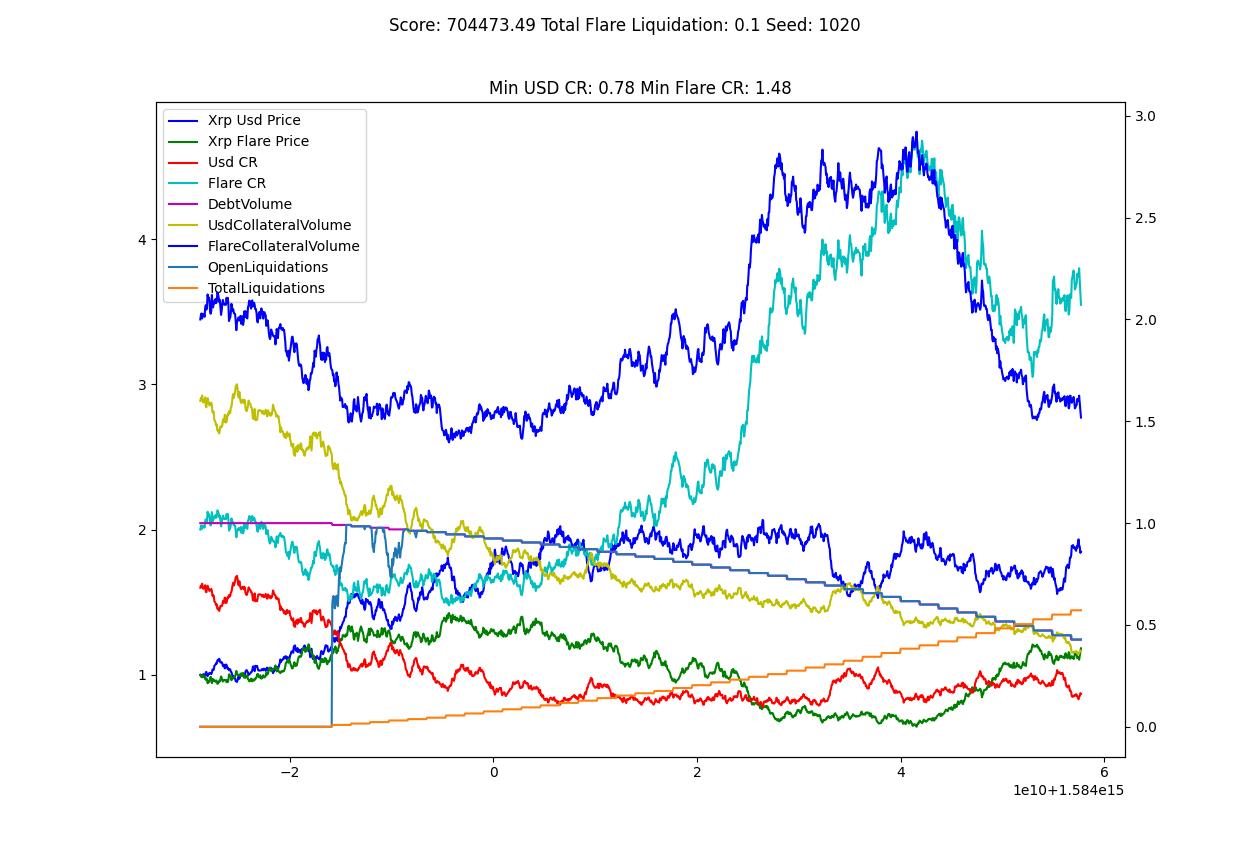 Score: 704473.49 Total Flare Liquidation: 0.1 Seed: 1020
Min USD CR: 0.78 Min Flare CR: 1.48
Xrp Usd Price
Xrp Flare Price
Usd CR
Flare CR
DebtVolume
UsdCollateralVolume
FlareCollateralVolume
OpenLiquidations
TotalLiquidations
4
3
2
1
3.0
2.5
2.0
1.5
1.0
0.5
0.0
−2
0
2
4
6
1e10+1.584e15